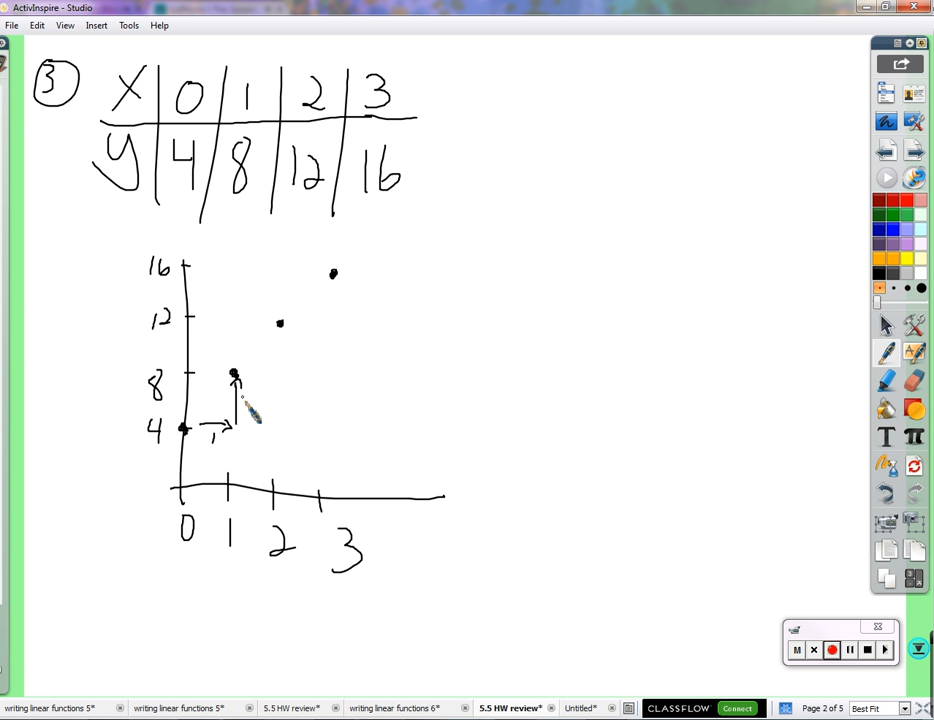 ActivInspire - Studio
File Edit View Insert Tools Help
3
X 0 1 2 3
y 4 8 12 16
16
12
8
4
1
0 1 2 3
M
writing linear functions 5* writing linear functions 5* 5.5 HW review* writing linear functions 6* 5.5 HW review* Untitled* CLASSFLOW Connect Page 2 of 5 Best Fit